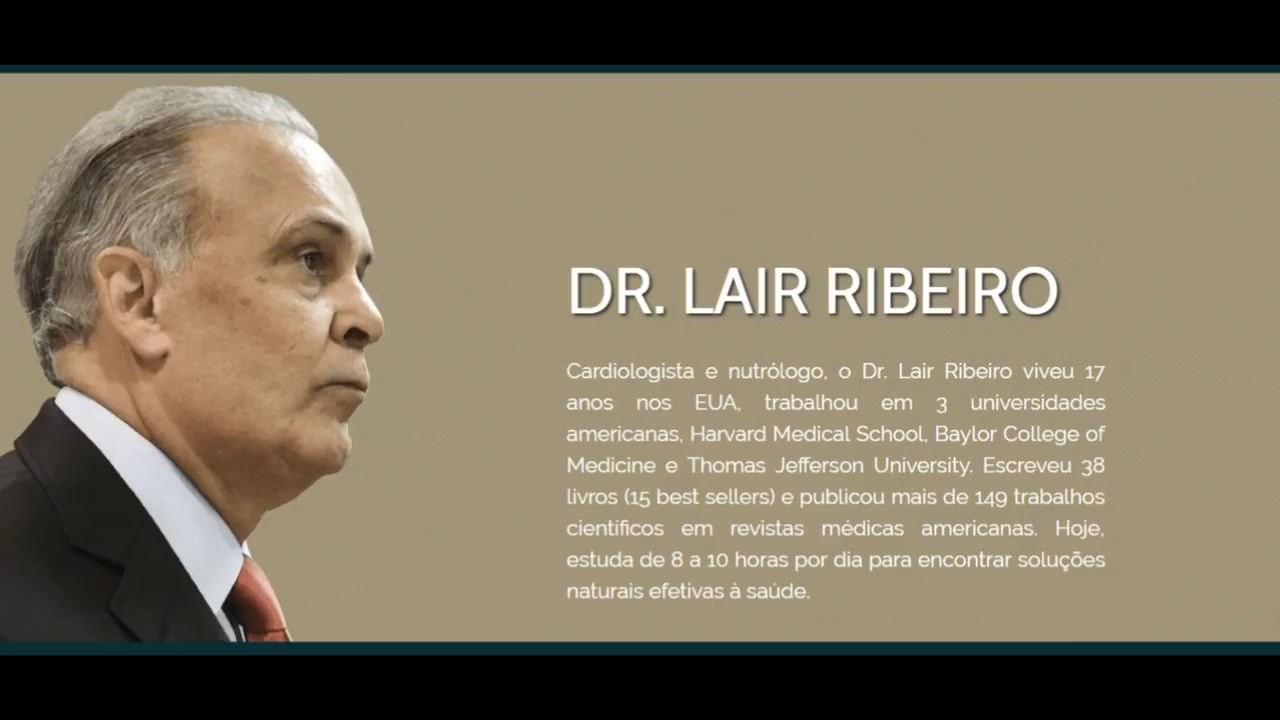 DR. LAIR RIBEIRO
Cardiologista e nutrólogo, o Dr. Lair Ribeiro viveu 17
anos nos EUA, trabalhou em 3 universidades
americanas, Harvard Medical School, Baylor College of
Medicine e Thomas Jefferson University. Escreveu 38
livros (15 best sellers) e publicou mais de 149 trabalhos
científicos em revistas médicas americanas. Hoje,
estuda de 8 a 10 horas por dia para encontrar soluções
naturais efetivas à saúde.